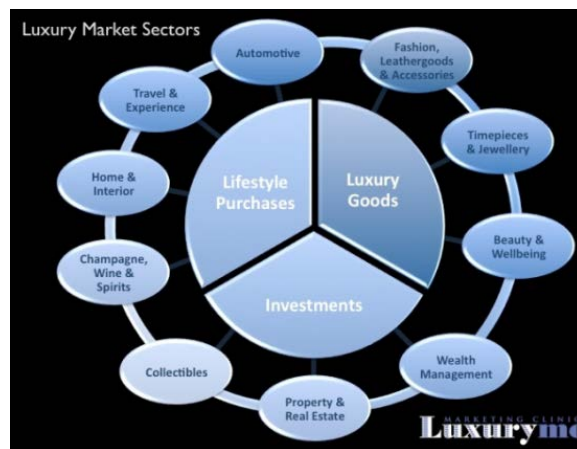 Luxury Market Sectors
Automotive
Fashion,
Leathergoods
& Accessories
Travel &
Experience
Timepieces
& Jewellery
Lifestyle
Purchases
Luxury
Goods
Home &
Interior
Beauty &
Wellbeing
Champagne,
Wine &
Spirits
Investments
Wealth
Management
Collectibles
Property &
Real Estate
MARKETING CLINIC
Luxurymo